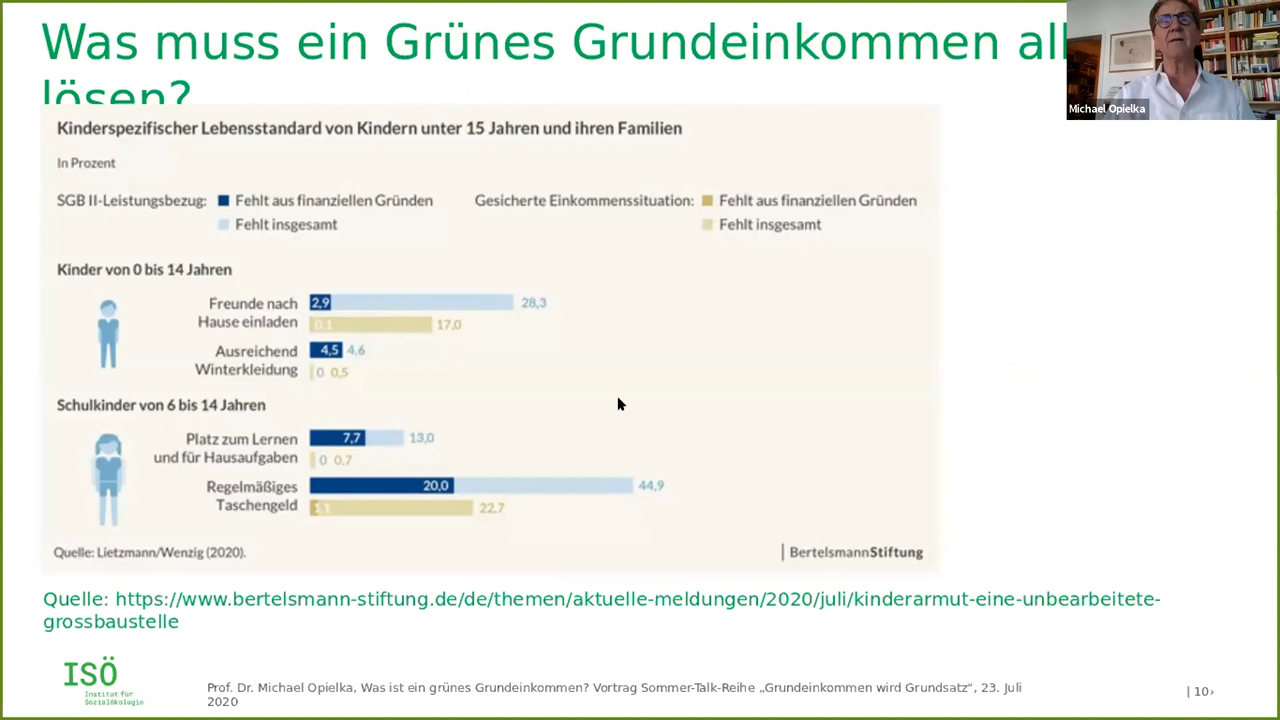 Was muss ein Grünes Grundeinkommen all
lösen?
Michael Opielka
Kinderspezifischer Lebensstandard von Kindern unter 15 Jahren und ihren Familien
In Prozent
SGB II-Leistungsbezug: Fehlt aus finanziellen Gründen Gesicherte Einkommenssituation: Fehlt aus finanziellen Gründen
Fehlt insgesamt Fehlt insgesamt
Kinder von 0 bis 14 Jahren
Freunde nach 2,9 28,3
Hause einladen 0,1 17,0
Ausreichend 4,5 4,6
Winterkleidung 0 0,5
Schulkinder von 6 bis 14 Jahren
Platz zum Lernen 7,7 13,0
und für Hausaufgaben 0 0,7
Regelmäßiges 20,0 44,9
Taschengeld 1,1 22,7
Quelle: Lietzmann/Wenzig (2020). BertelsmannStiftung
Quelle: https://www.bertelsmann-stiftung.de/de/themen/aktuelle-meldungen/2020/juli/kinderarmut-eine-unbearbeitete-
grossbaustelle
ISÖ
Institut für
Sozialökologie
Prof. Dr. Michael Opielka, Was ist ein grünes Grundeinkommen? Vortrag Sommer-Talk-Reihe „Grundeinkommen wird Grundsatz“, 23. Juli
2020
| 10›